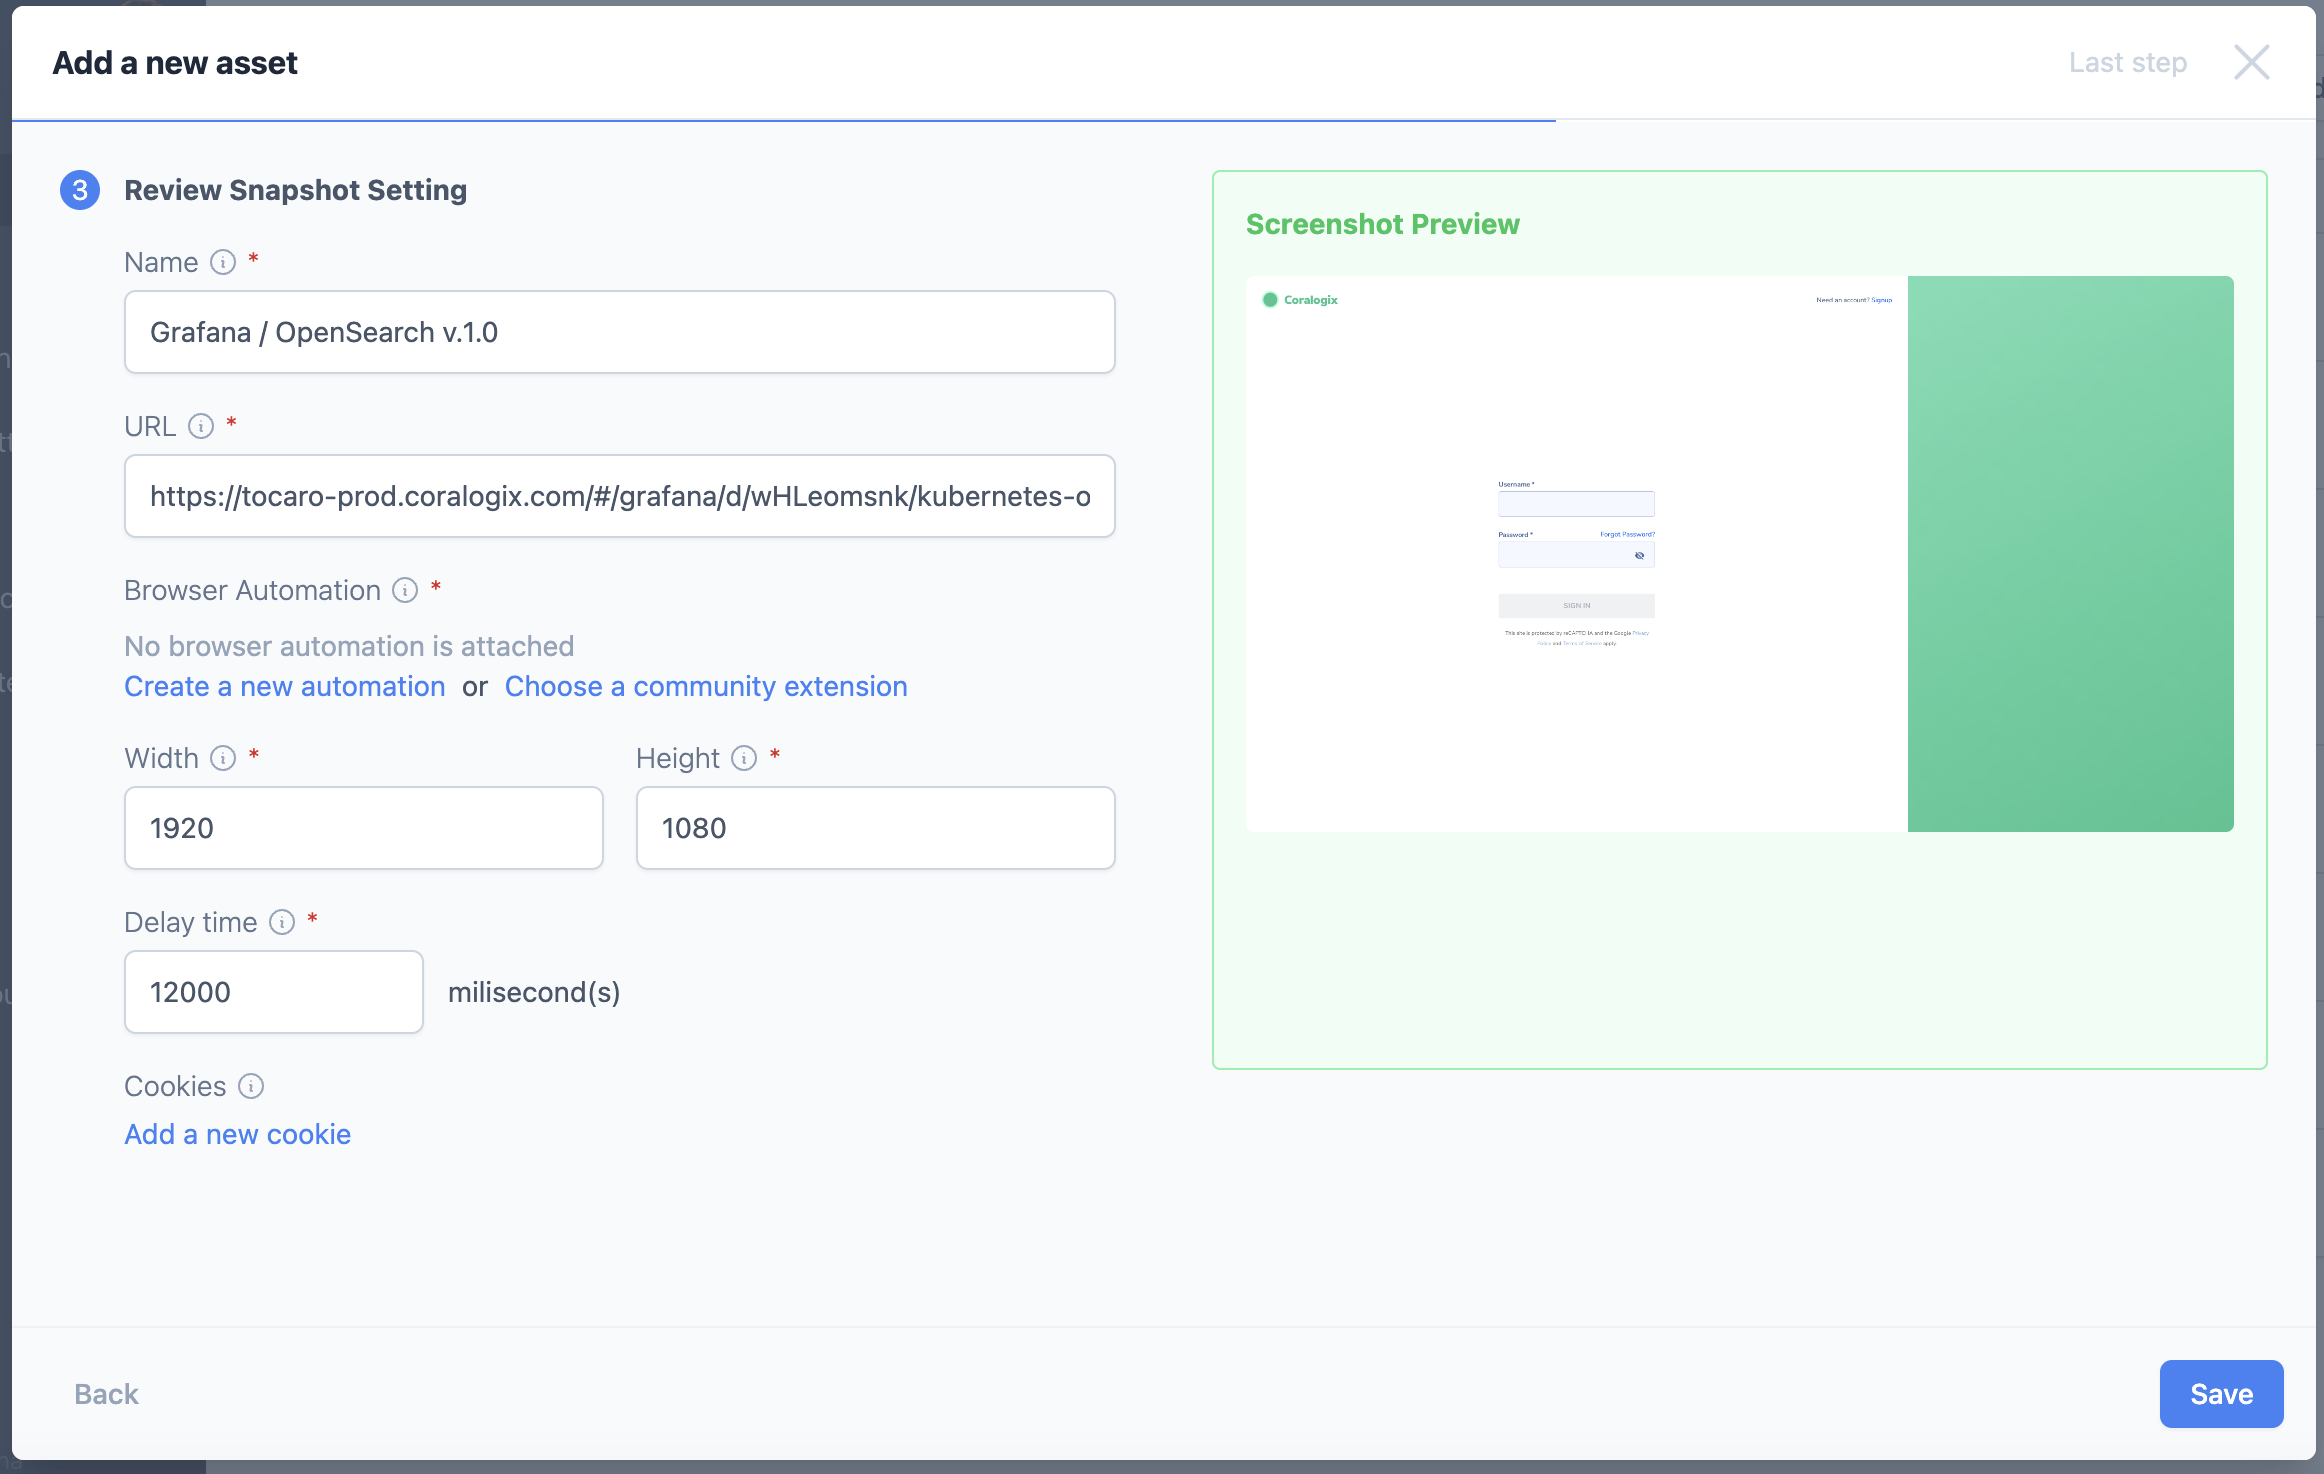 Add a new asset
Last step
3 Review Snapshot Setting
Name *
Grafana / OpenSearch v.1.0
URL *
https://tocaro-prod.coralogix.com/#/grafana/d/wHLeomsnk/kubernetes-o
Browser Automation *
No browser automation is attached
Create a new automation or Choose a community extension
Width * Height *
1920 1080
Delay time *
12000 milisecond(s)
Cookies
Add a new cookie
Screenshot Preview
Coralogix
Need an account? Signup
Username *
Password * Forgot Password?
SIGN IN
This site is protected by reCAPTCHA and the Google Privacy
Policy and Terms of Service apply.
Back
Save